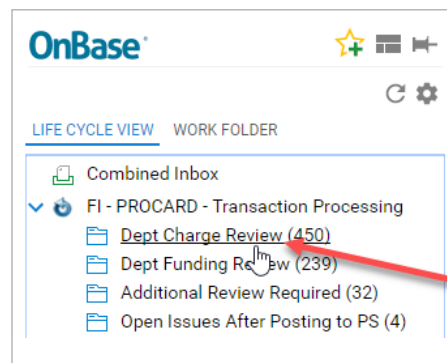 OnBase
LIFE CYCLE VIEW WORK FOLDER
Combined Inbox
FI - PROCARD - Transaction Processing
Dept Charge Review (450)
Dept Funding Review (239)
Additional Review Required (32)
Open Issues After Posting to PS (4)